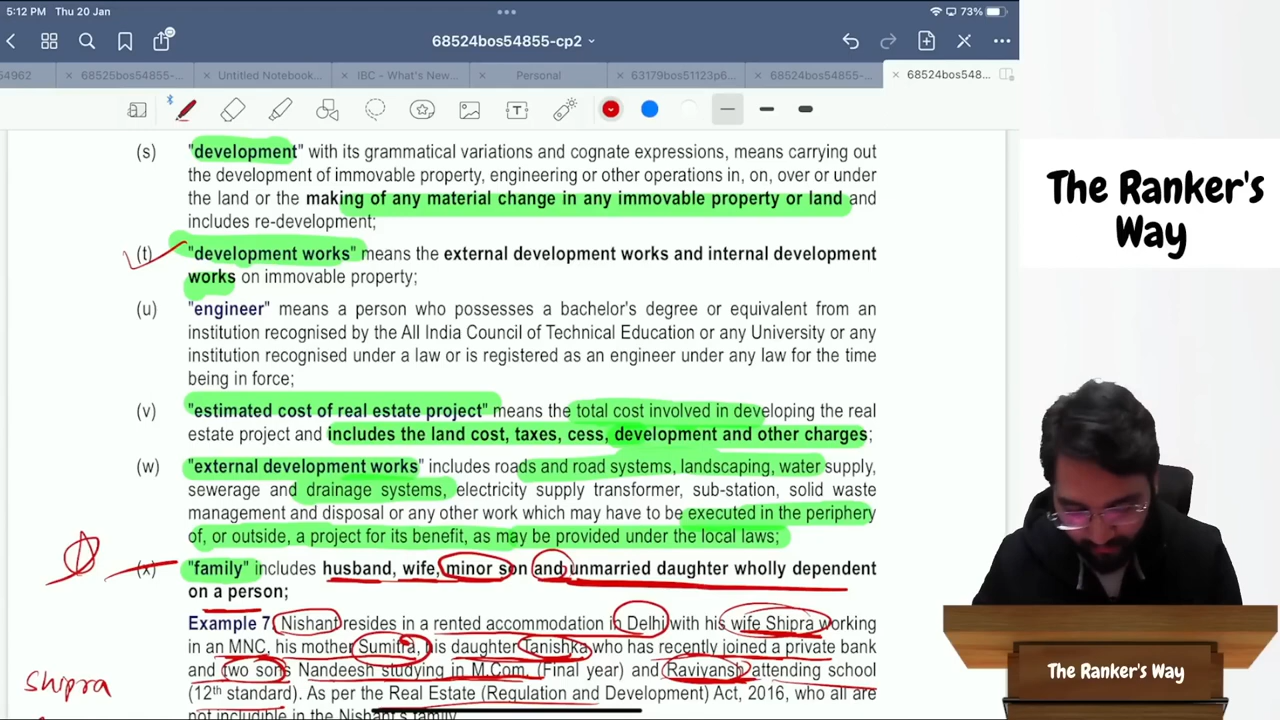 5:12 PM Thu 20 Jan
73%
68524bos54855-cp2
54962
68525bos54855-...
Untitled Notebook...
IBC - What's New...
Personal
63179bos51123p6...
68524bos54855-...
68524bos548...
(s) "development" with its grammatical variations and cognate expressions, means carrying out
the development of immovable property, engineering or other operations in, on, over or under
the land or the making of any material change in any immovable property or land and
includes re-development;
(t) "development works" means the external development works and internal development
works on immovable property;
(u) "engineer" means a person who possesses a bachelor's degree or equivalent from an
institution recognised by the All India Council of Technical Education or any University or any
institution recognised under a law or is registered as an engineer under any law for the time
being in force;
(v) "estimated cost of real estate project" means the total cost involved in developing the real
estate project and includes the land cost, taxes, cess, development and other charges;
(w) "external development works" includes roads and road systems, landscaping, water supply,
sewerage and drainage systems, electricity supply transformer, sub-station, solid waste
management and disposal or any other work which may have to be executed in the periphery
of, or outside, a project for its benefit, as may be provided under the local laws;
(x) "family" includes husband, wife, minor son and unmarried daughter wholly dependent
on a person;
Example 7. Nishant resides in a rented accommodation in Delhi with his wife Shipra working
in an MNC, his mother Sumitra, his daughter Tanishka who has recently joined a private bank
and two sons Nandeesh studying in M.Com. (Final year) and Raviyansh attending school
(12th standard). As per the Real Estate (Regulation and Development) Act, 2016, who all are
not includible in the Nishant's family.
Shipra
The Ranker's
Way
The Ranker's Way